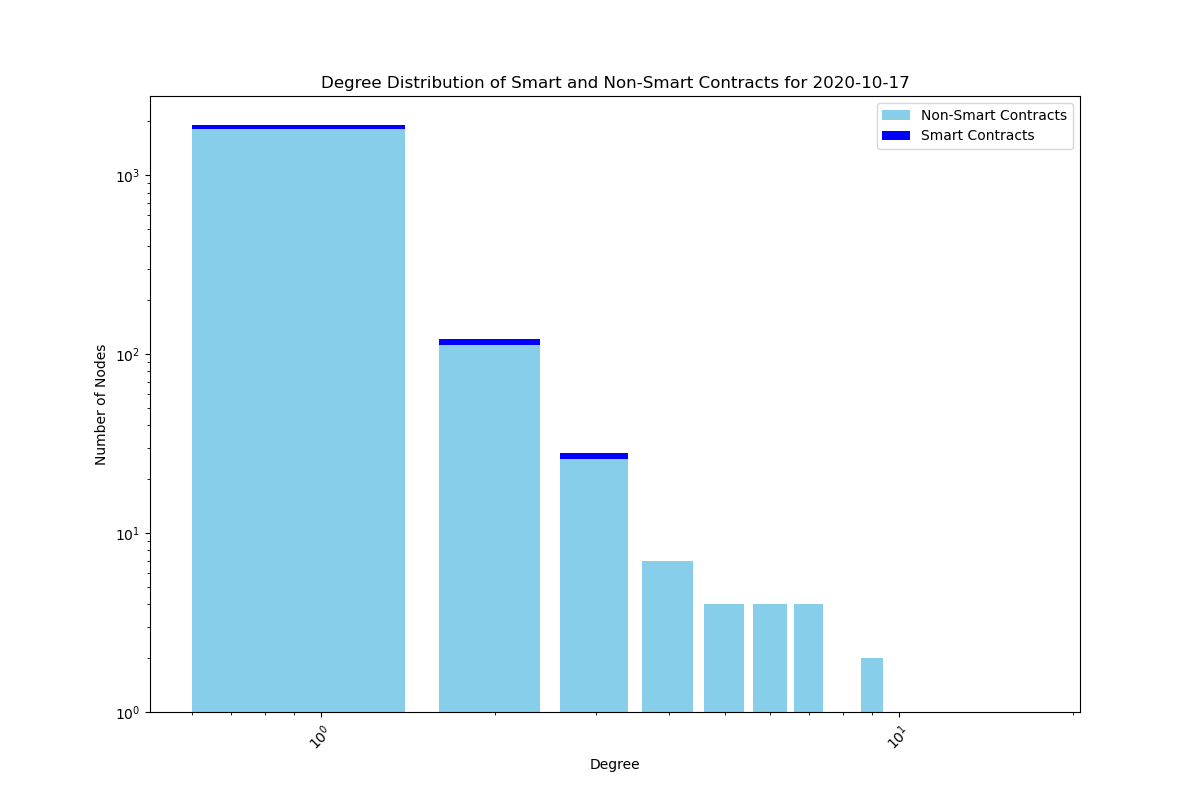 Degree Distribution of Smart and Non-Smart Contracts for 2020-10-17
Non-Smart Contracts
Smart Contracts
Number of Nodes
10³
10²
10¹
10⁰
10⁰
10¹
Degree